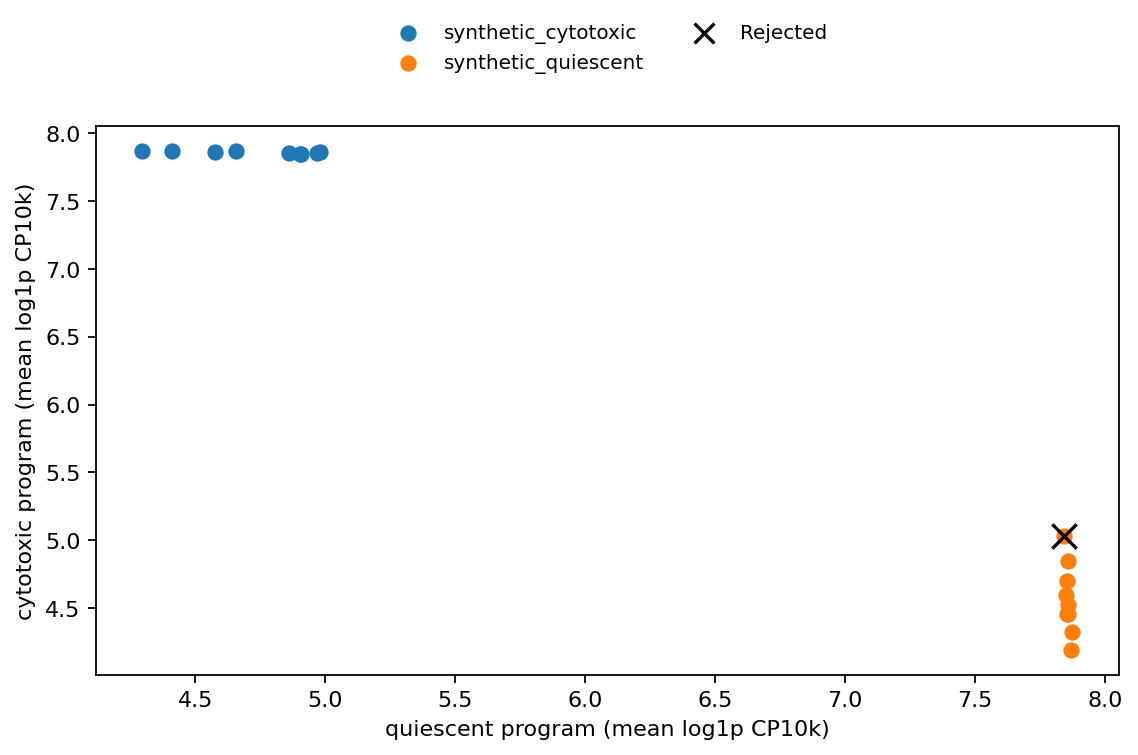 synthetic_cytotoxic
synthetic_quiescent
Rejected
cytotoxic program (mean log1p CP10k)
8.0
7.5
7.0
6.5
6.0
5.5
5.0
4.5
4.5 5.0 5.5 6.0 6.5 7.0 7.5 8.0
quiescent program (mean log1p CP10k)